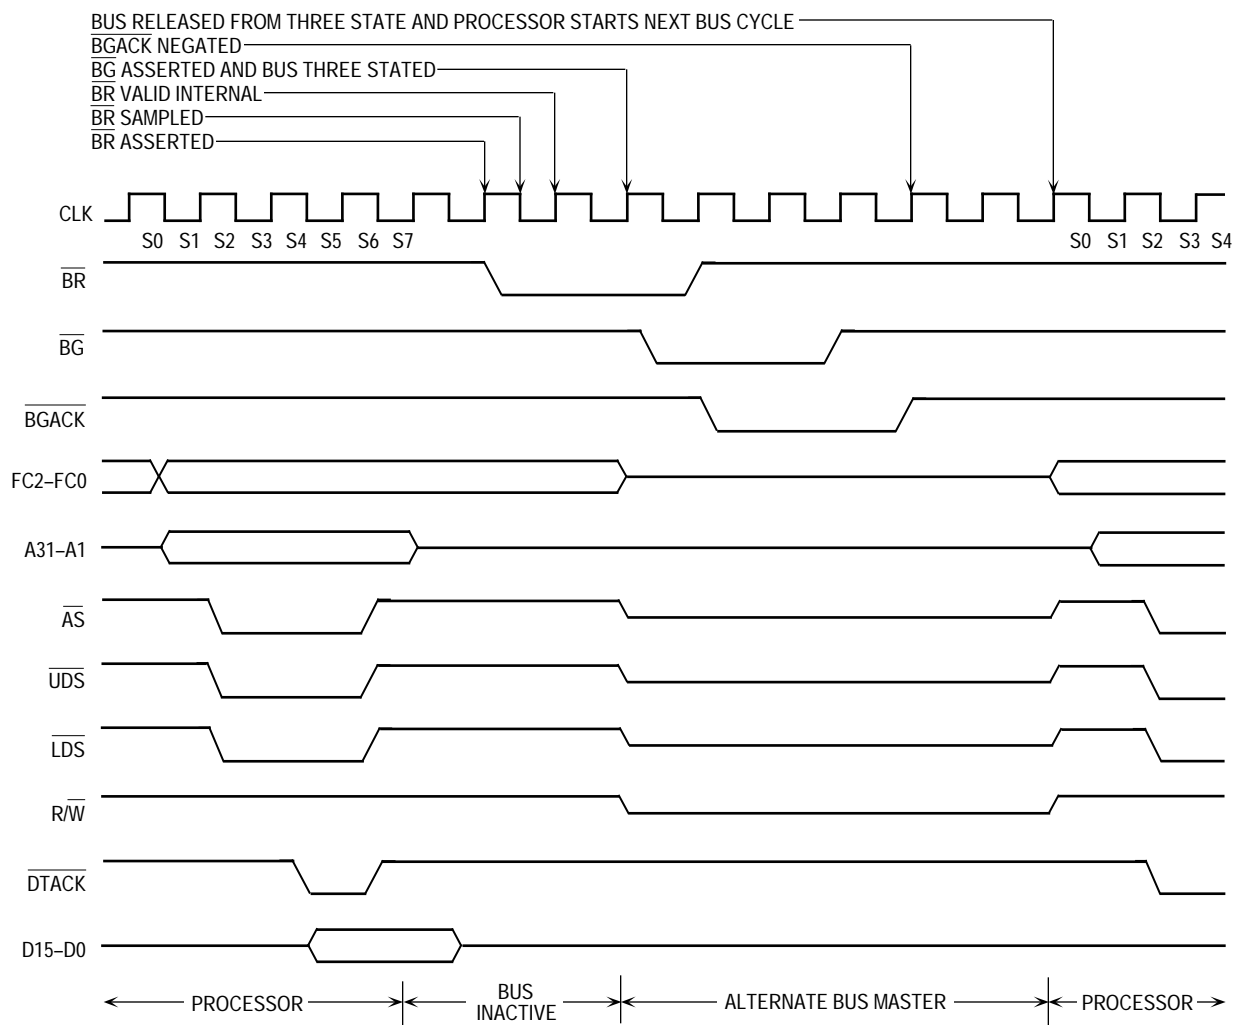 BUS RELEASED FROM THREE STATE AND PROCESSOR STARTS NEXT BUS CYCLE
BGACK NEGATED
BG ASSERTED AND BUS THREE STATED
BR VALID INTERNAL
BR SAMPLED
BR ASSERTED
CLK
S0 S1 S2 S3 S4 S5 S6 S7 S0 S1 S2 S3 S4
BR
BG
BGACK
FC2–FC0
A31–A1
AS
UDS
LDS
R/W
DTACK
D15–D0
PROCESSOR
BUS
INACTIVE
ALTERNATE BUS MASTER
PROCESSOR